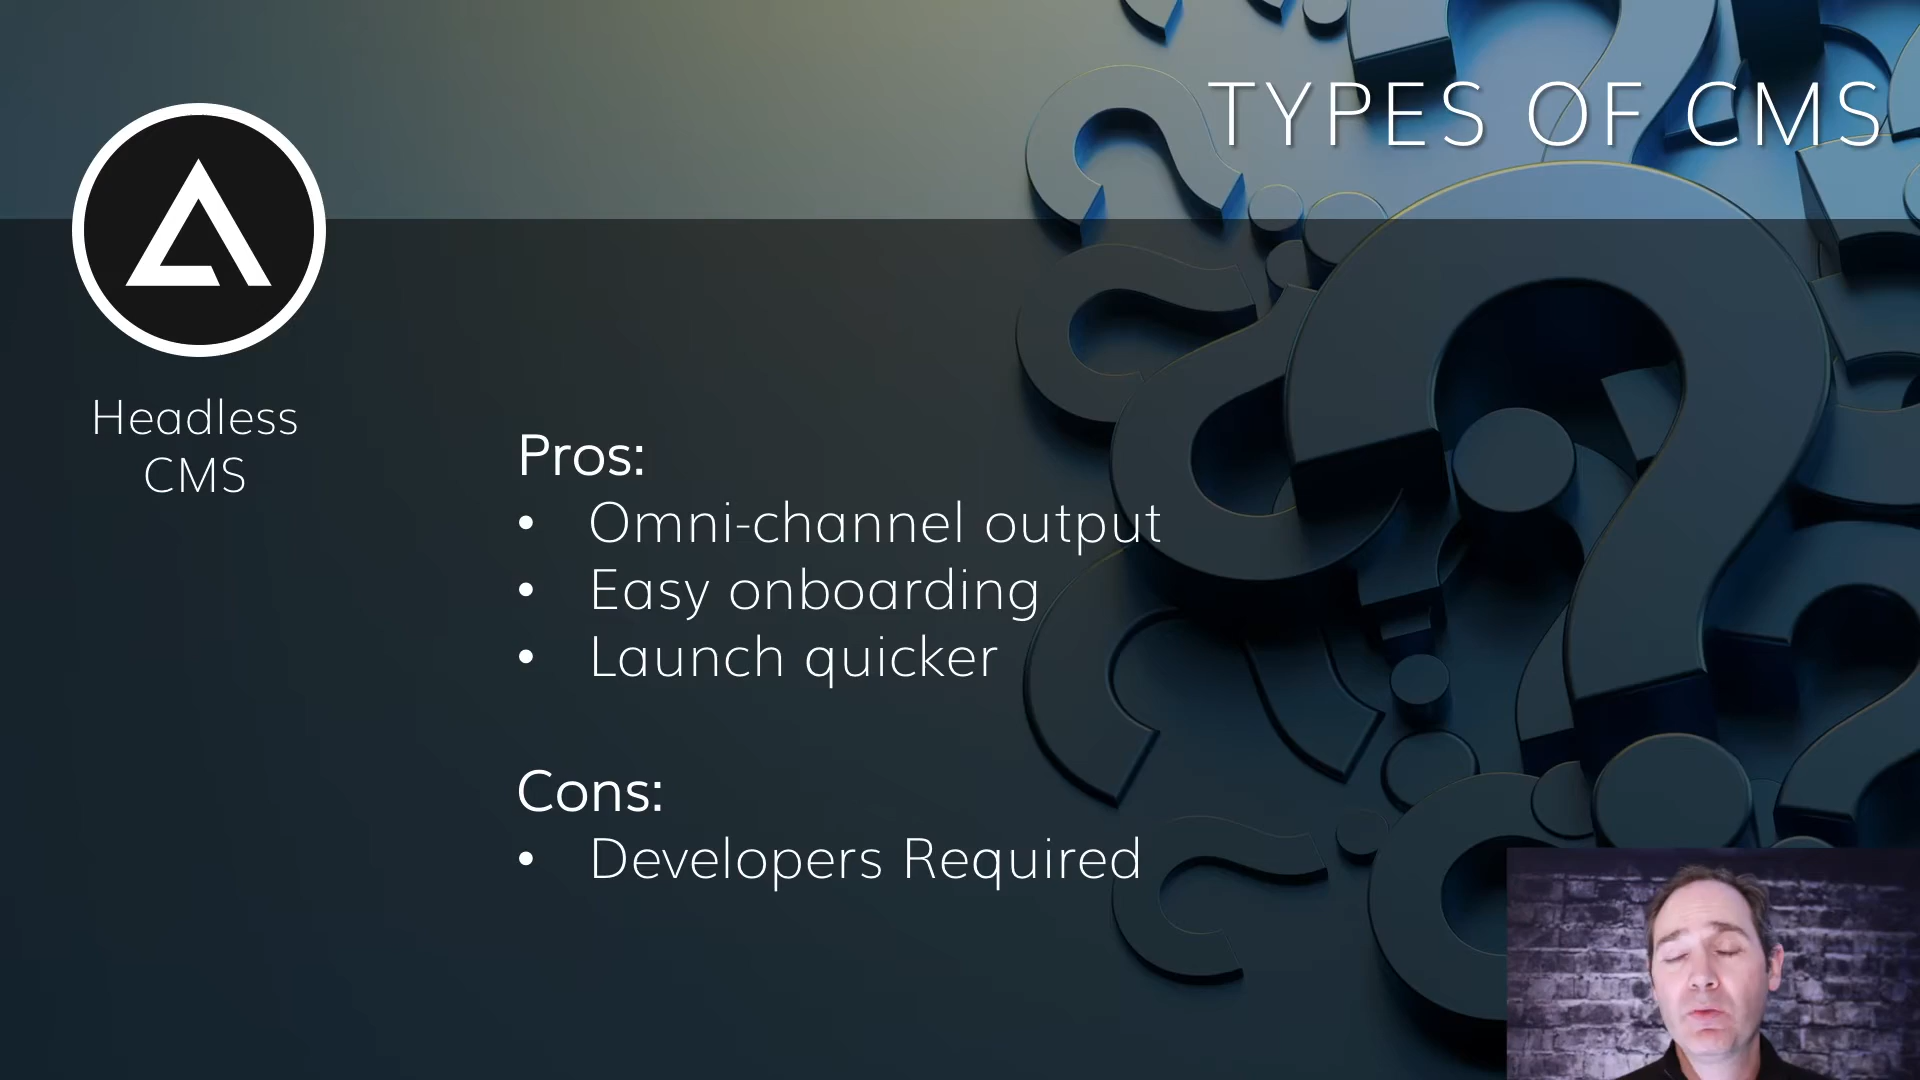 TYPES OF CMS
Headless
CMS
Pros:
• Omni-channel output
• Easy onboarding
• Launch quicker
Cons:
• Developers Required